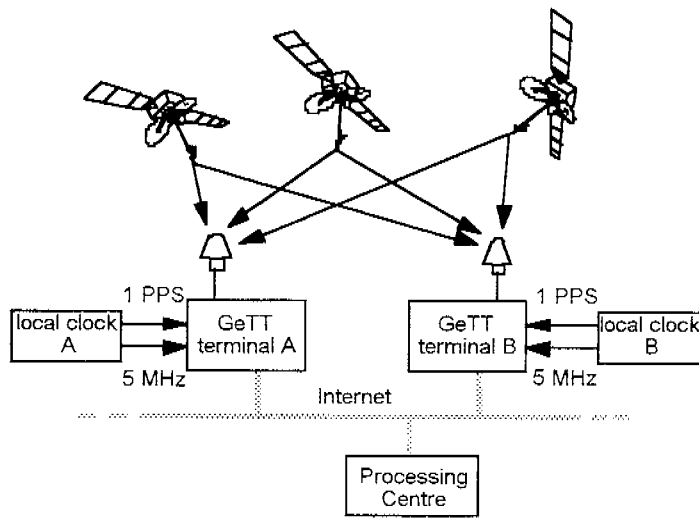 1 PPS
1 PPS
local clock
A
GeTT
terminal A
GeTT
terminal B
local clock
B
5 MHz
5 MHz
Internet
Processing
Centre